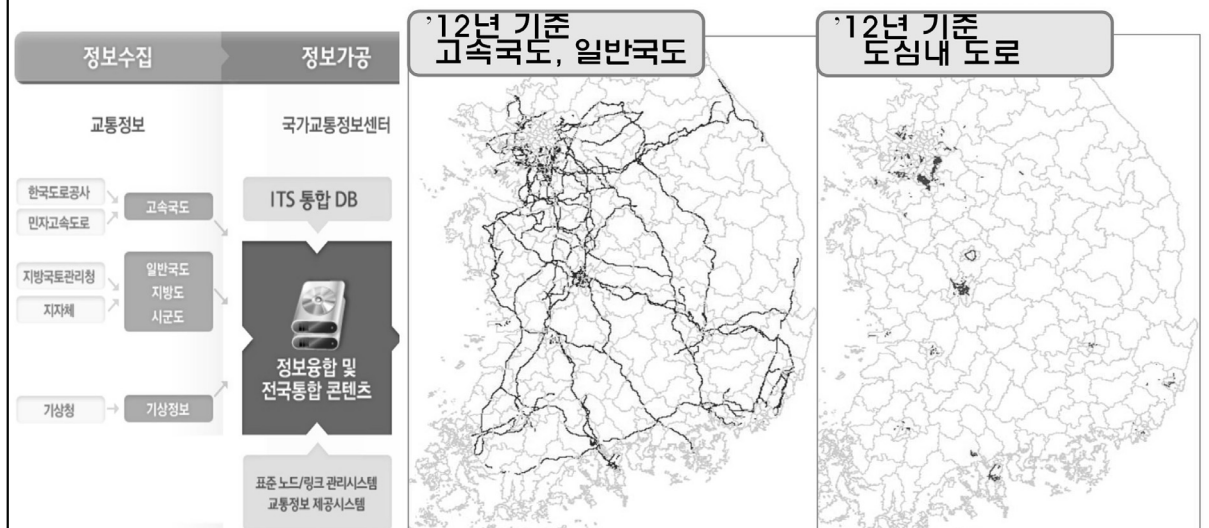 정보수집
정보가공
교통정보
국가교통정보센터
한국도로공사
민자고속도로
고속국도
지방국토관리청
지자체
일반국도
지방도
시군도
기상청
기상정보
ITS 통합 DB
정보융합 및
전국통합 콘텐츠
표준 노드/링크 관리시스템
교통정보 제공시스템
’12년 기준
고속국도, 일반국도
’12년 기준
도심내 도로